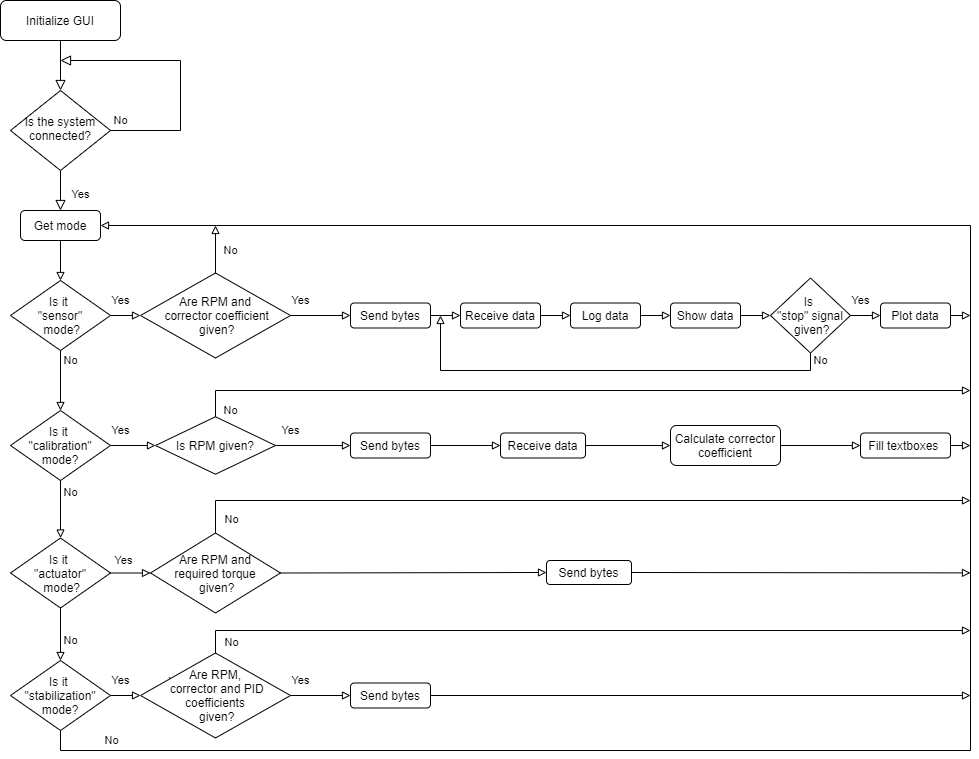 Initialize GUI
Is the system
connected?
No
Yes
Get mode
No
Is it
"sensor"
mode?
Yes
Are RPM and
corrector coefficient
given?
Yes
Send bytes
Receive data
Log data
Show data
Is
"stop" signal
given?
Yes
Plot data
No
No
No
Is it
"calibration"
mode?
Yes
Is RPM given?
Yes
Send bytes
Receive data
Calculate corrector
coefficient
Fill textboxes
No
No
Is it
"actuator"
mode?
Yes
Are RPM and
required torque
given?
Send bytes
No
No
Is it
"stabilization"
mode?
Yes
Are RPM,
corrector and PID
coefficients
given?
Yes
Send bytes
No